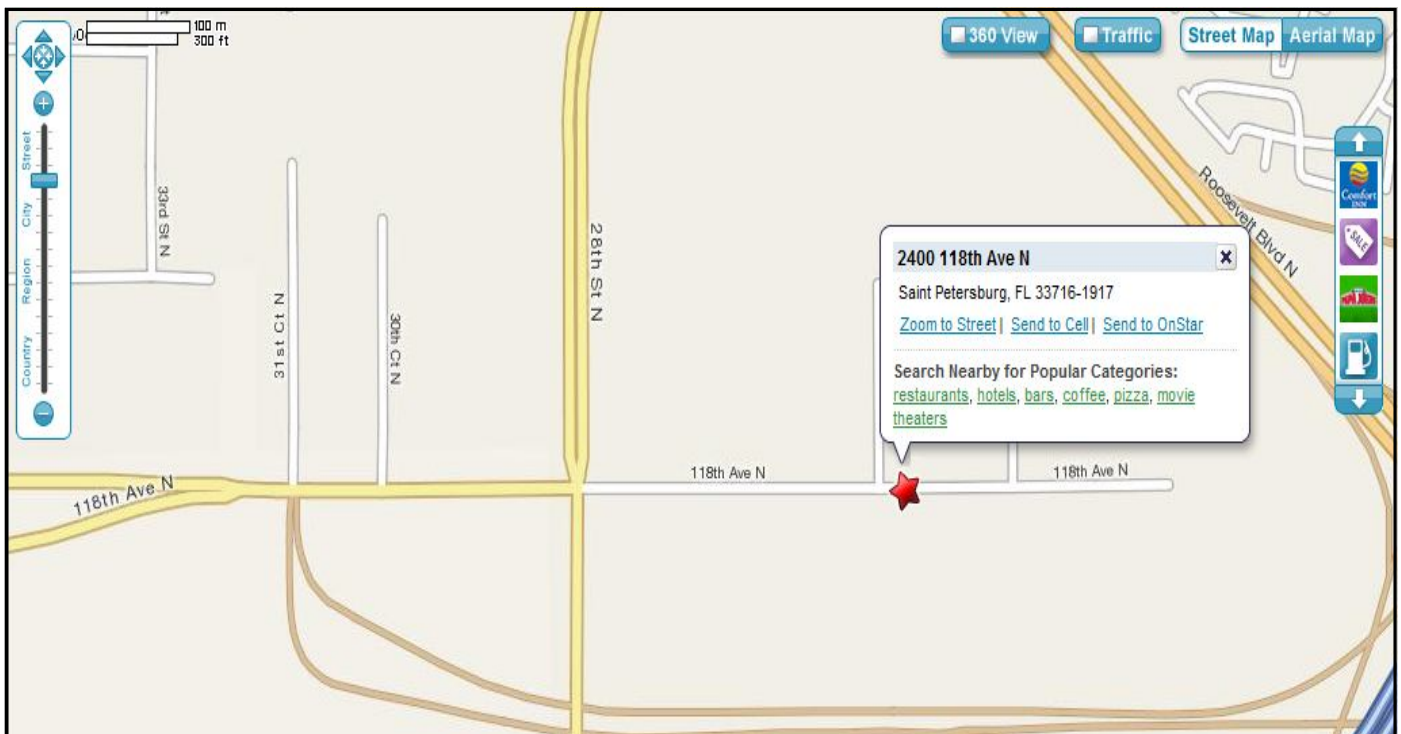 100 m
300 ft
360 View
Traffic
Street Map
Aerial Map
Street
City
Region
Country
33rd St N
31st Ct N
30th Ct N
28th St N
Roosevelt Blvd N
Comfort
INN
SALE
2400 118th Ave N
Saint Petersburg, FL 33716-1917
Zoom to Street | Send to Cell | Send to OnStar
Search Nearby for Popular Categories:
restaurants, hotels, bars, coffee, pizza, movie
theaters
118th Ave N
118th Ave N
118th Ave N